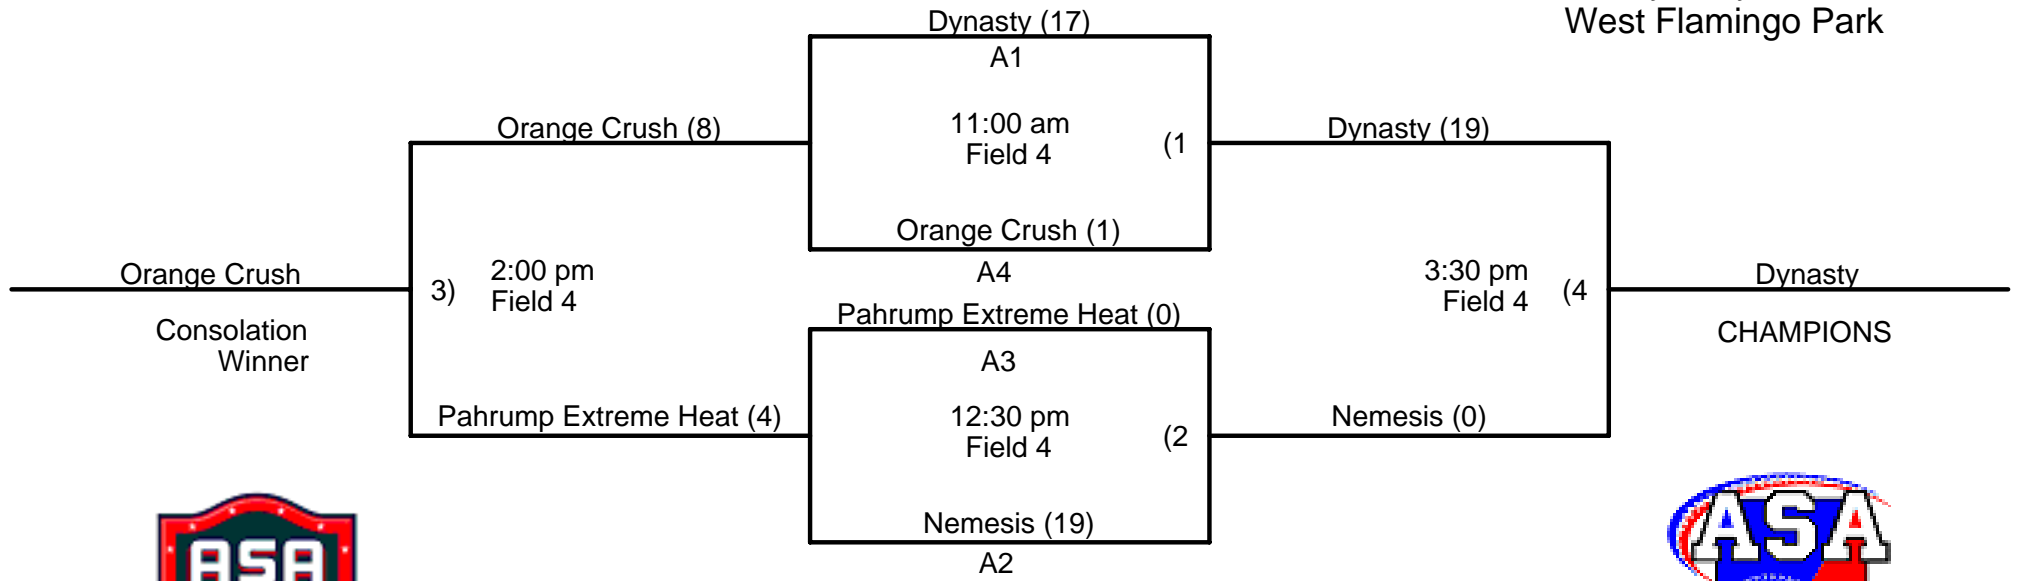 Dynasty (17)
West Flamingo Park
A1
Orange Crush (8)
11:00 am
Field 4
(1
Dynasty (19)
Orange Crush (1)
A4
Orange Crush
3)
2:00 pm
Field 4
3:30 pm
Field 4
(4
Dynasty
Consolation
Winner
CHAMPIONS
Pahrump Extreme Heat (0)
A3
Pahrump Extreme Heat (4)
12:30 pm
Field 4
(2
Nemesis (0)
Nemesis (19)
A2
ASA
ASA